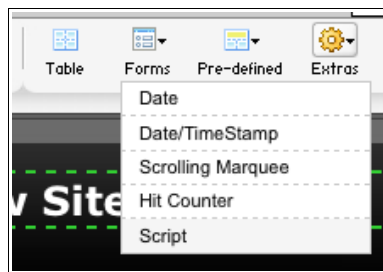 Table Forms Pre-defined Extras
Date
Date/TimeStamp
Scrolling Marquee
Hit Counter
Script
Site